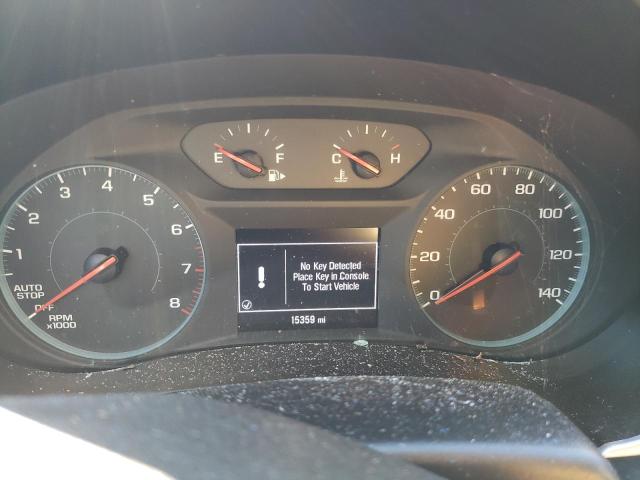 E F
C H
1 2 3 4 5 6 7 8
AUTO
STOP
OFF
RPM
x1000
0 20 40 60 80 100 120 140
No Key Detected
Place Key in Console
To Start Vehicle
15359 mi